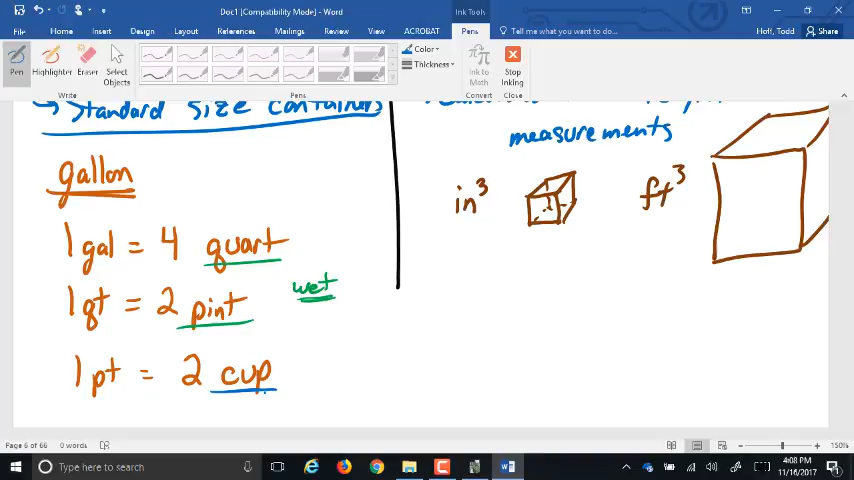 Doc1 [Compatibility Mode] - Word
Ink Tools
Hoff, Todd
File
Home
Insert
Draw
Design
Layout
References
Mailings
Review
View
ACROBAT
Pens
Tell me what you want to do...
Share
Pen
Highlighter
Eraser
Select Objects
Color
Thickness
Ink to Math
Stop Inking
Write
Pens
Convert
Close
Standard size containers
measurements
gallon
in³
ft³
1 gal = 4 quart
wet
1 qt = 2 pint
1 pt = 2 cup
Page 6 of 66
0 words
150%
Type here to search
4:08 PM
11/16/2017